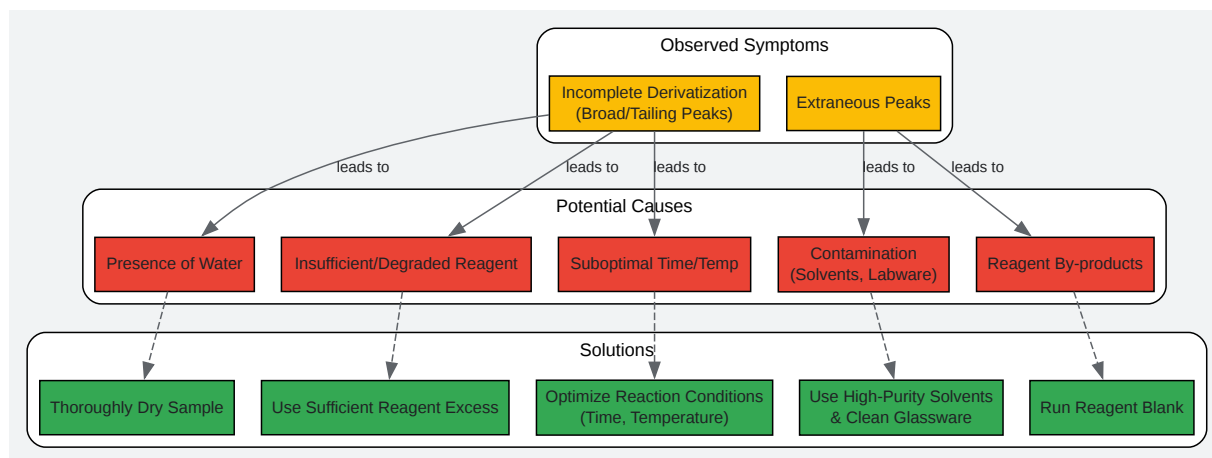 Observed Symptoms
Incomplete Derivatization
(Broad/Tailing Peaks)
Extraneous Peaks
leads to
leads to
leads to
leads to
leads to
Potential Causes
Presence of Water
Insufficient/Degraded Reagent
Suboptimal Time/Temp
Contamination
(Solvents, Labware)
Reagent By-products
Solutions
Thoroughly Dry Sample
Use Sufficient Reagent Excess
Optimize Reaction Conditions
(Time, Temperature)
Use High-Purity Solvents
& Clean Glassware
Run Reagent Blank